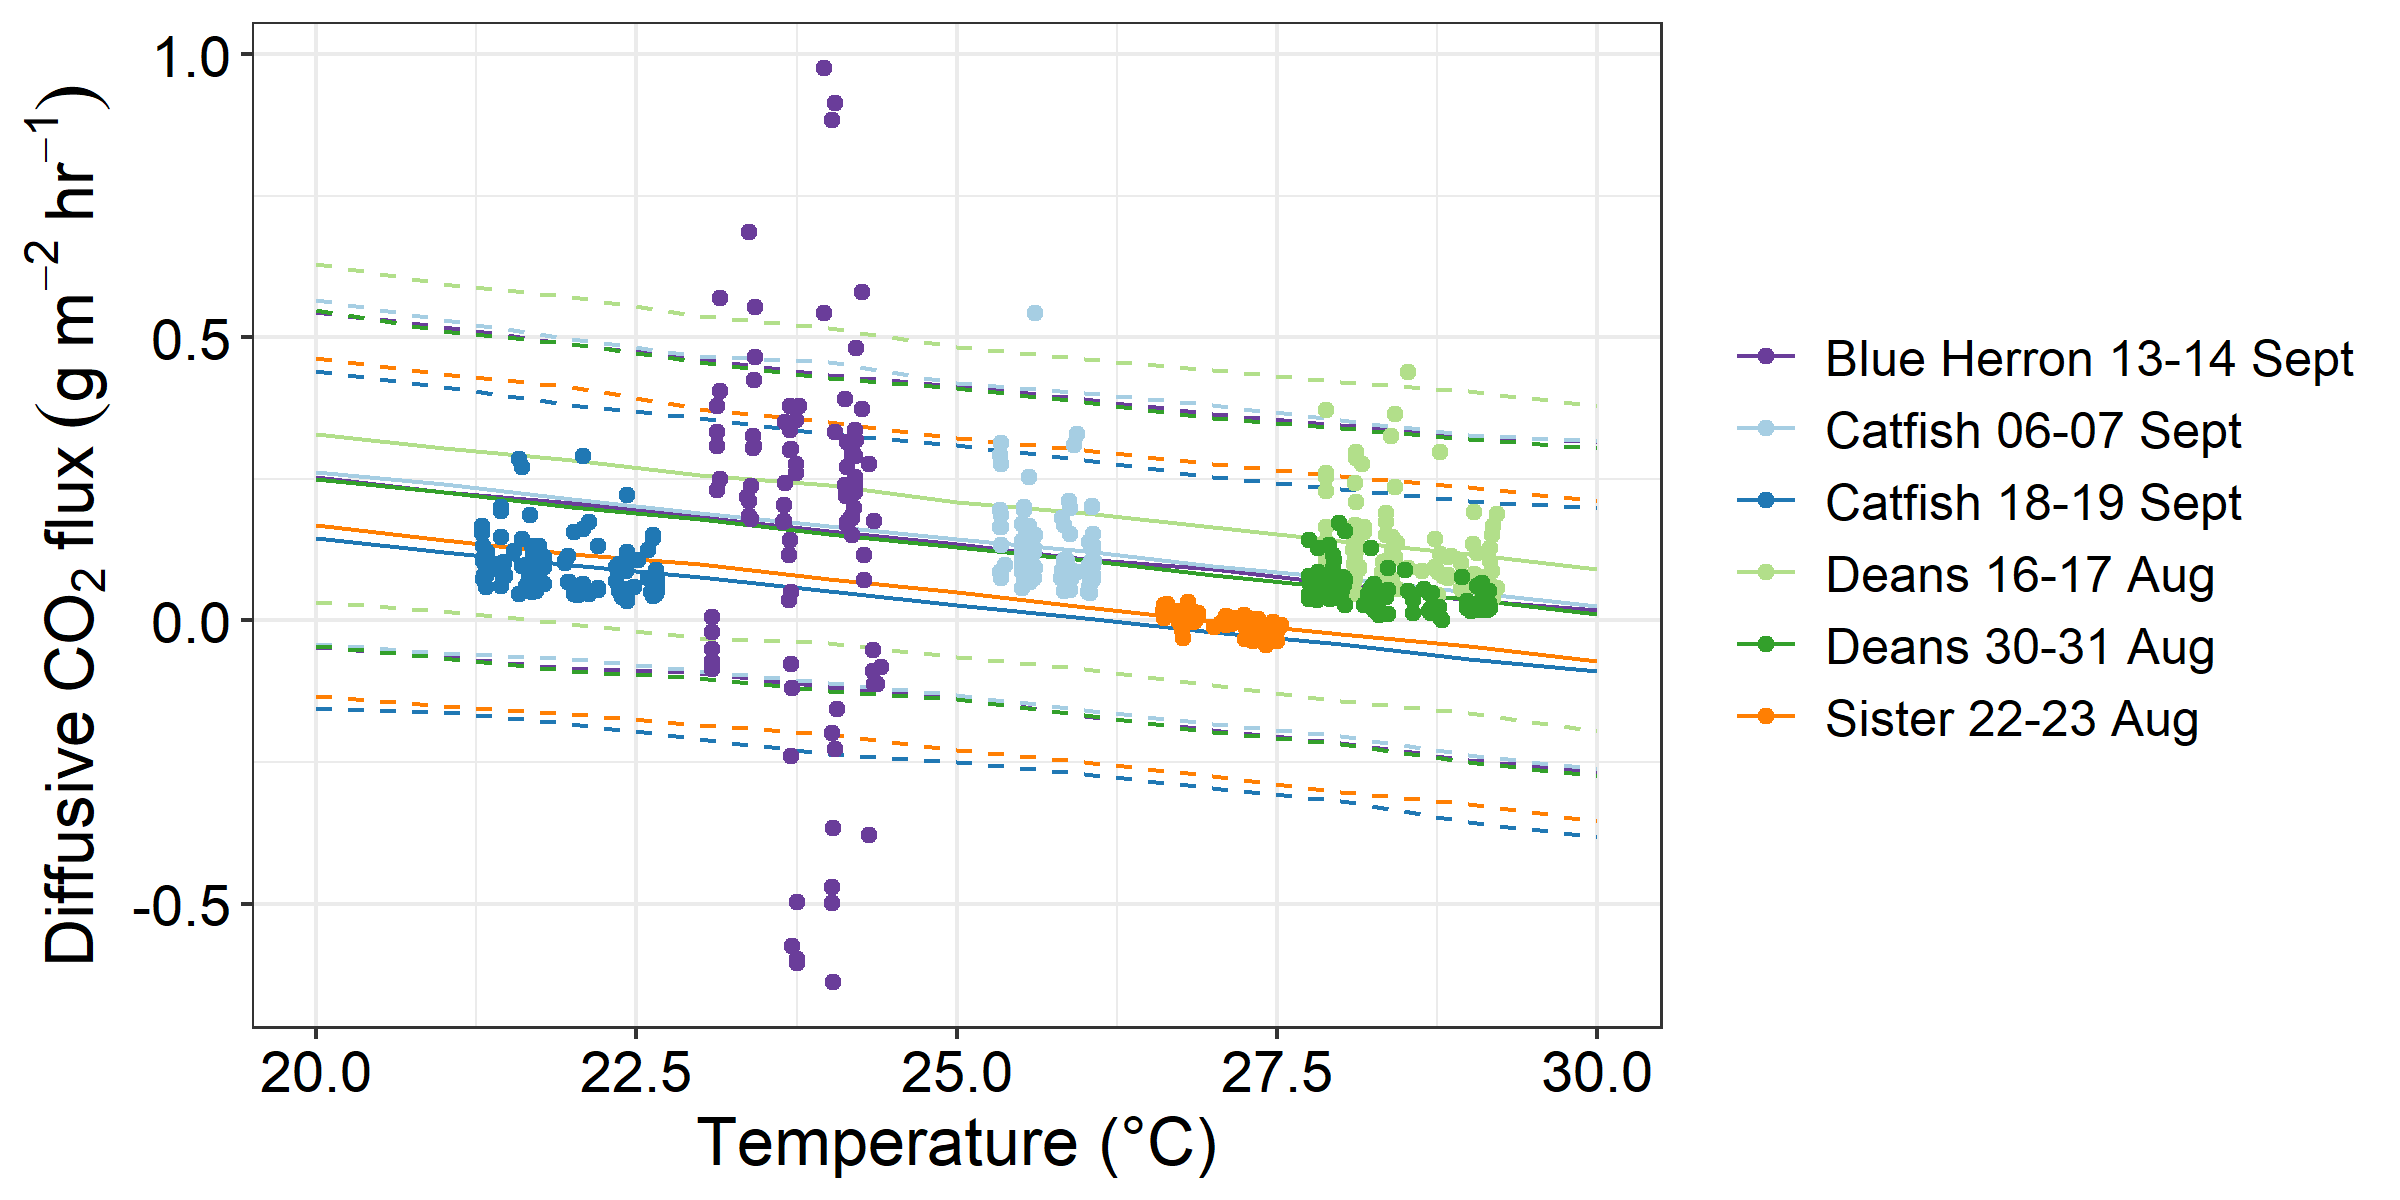 Diffusive CO₂ flux (g m⁻² hr⁻¹)
1.0
0.5
0.0
-0.5
20.0 22.5 25.0 27.5 30.0
Temperature (°C)
Blue Herron 13-14 Sept
Catfish 06-07 Sept
Catfish 18-19 Sept
Deans 16-17 Aug
Deans 30-31 Aug
Sister 22-23 Aug